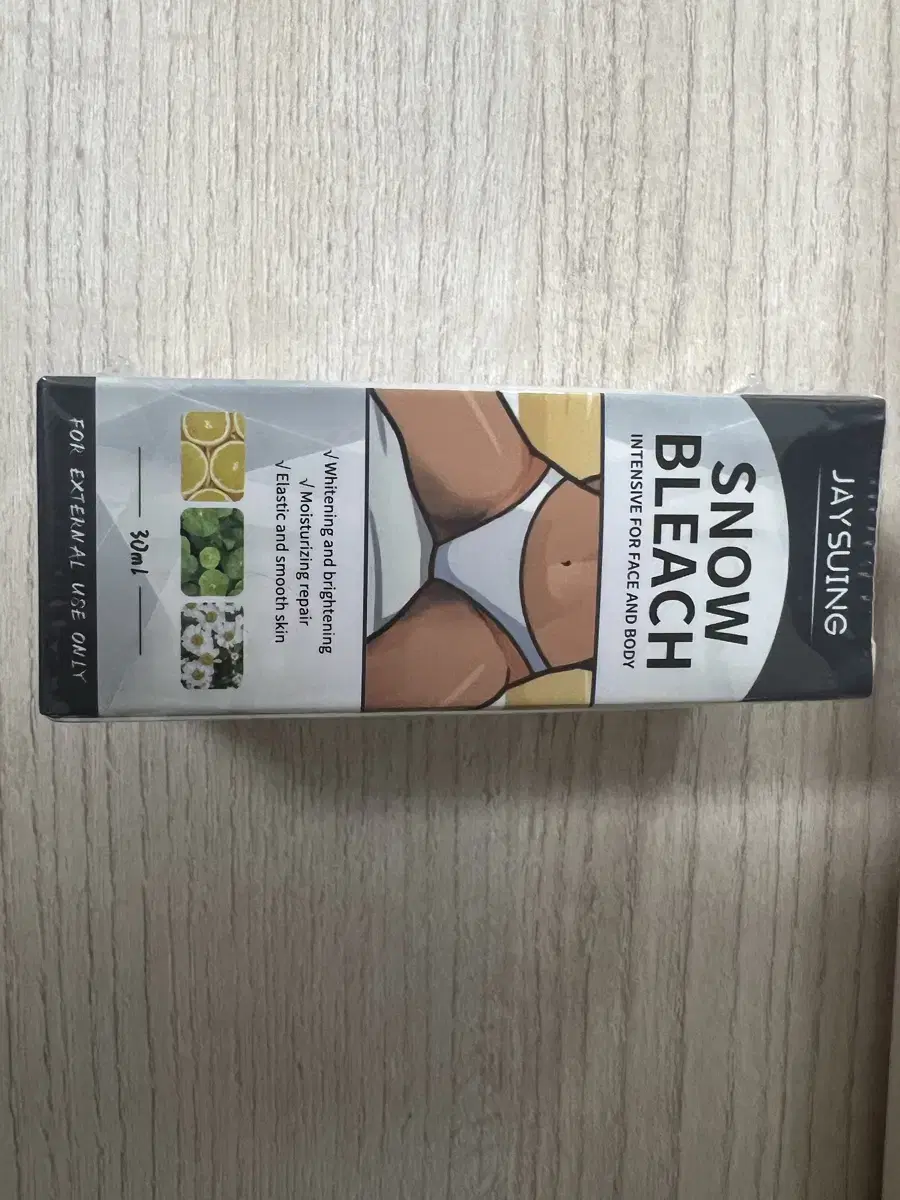 JAYSUING
SNOW
BLEACH
INTENSIVE FOR FACE AND BODY
√Whitening and brightening
√Moisturizing repair
√Elastic and smooth skin
30ml
FOR EXTERNAL USE ONLY